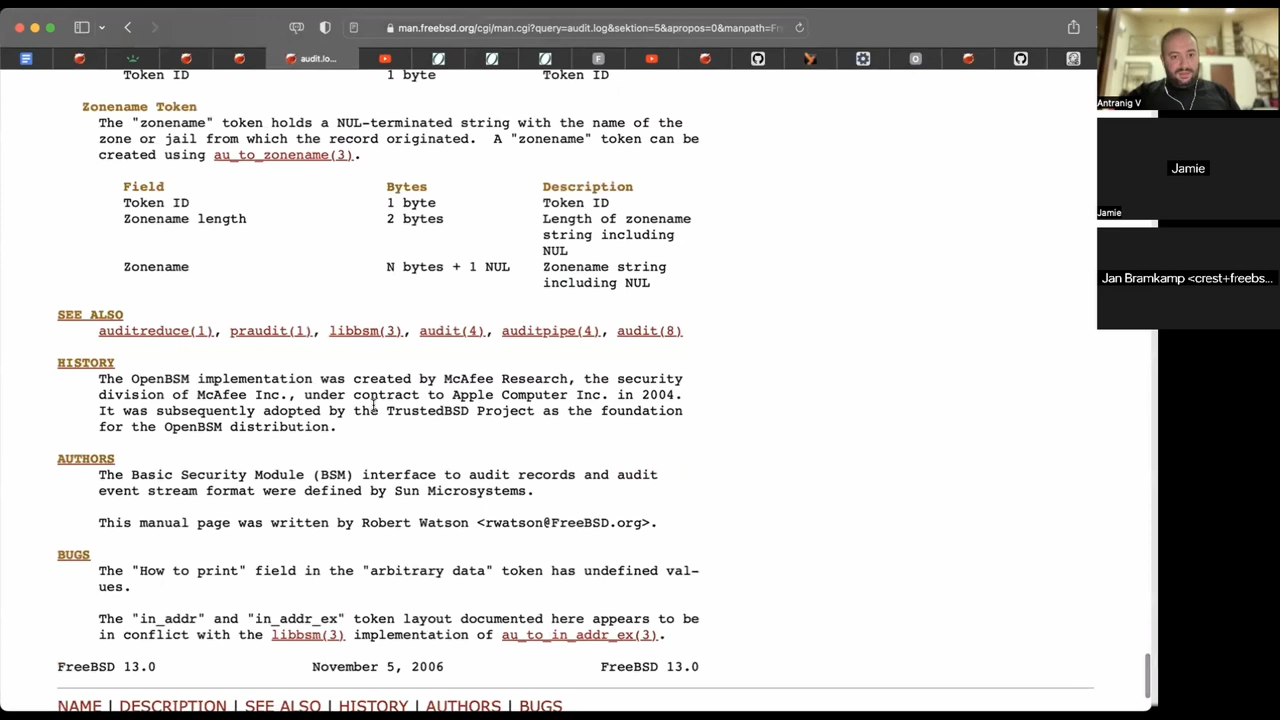 man.freebsd.org/cgi/man.cgi?query=audit.log&sektion=5&apropos=0&manpath=Fr
audit.lo...
Token ID 1 byte Token ID
Zonename Token
The "zonename" token holds a NUL-terminated string with the name of the
zone or jail from which the record originated. A "zonename" token can be
created using au_to_zonename(3).
Field Bytes Description
Token ID 1 byte Token ID
Zonename length 2 bytes Length of zonename
string including
NUL
Zonename N bytes + 1 NUL Zonename string
including NUL
SEE ALSO
auditreduce(1), praudit(1), libbsm(3), audit(4), auditpipe(4), audit(8)
HISTORY
The OpenBSM implementation was created by McAfee Research, the security
division of McAfee Inc., under contract to Apple Computer Inc. in 2004.
It was subsequently adopted by the TrustedBSD Project as the foundation
for the OpenBSM distribution.
AUTHORS
The Basic Security Module (BSM) interface to audit records and audit
event stream format were defined by Sun Microsystems.
This manual page was written by Robert Watson <rwatson@FreeBSD.org>.
BUGS
The "How to print" field in the "arbitrary data" token has undefined val-
ues.
The "in_addr" and "in_addr_ex" token layout documented here appears to be
in conflict with the libbsm(3) implementation of au_to_in_addr_ex(3).
FreeBSD 13.0 November 5, 2006 FreeBSD 13.0
NAME | DESCRIPTION | SEE ALSO | HISTORY | AUTHORS | BUGS
Antranig V
Jamie
Jamie
Jan Bramkamp <crest+freebs...